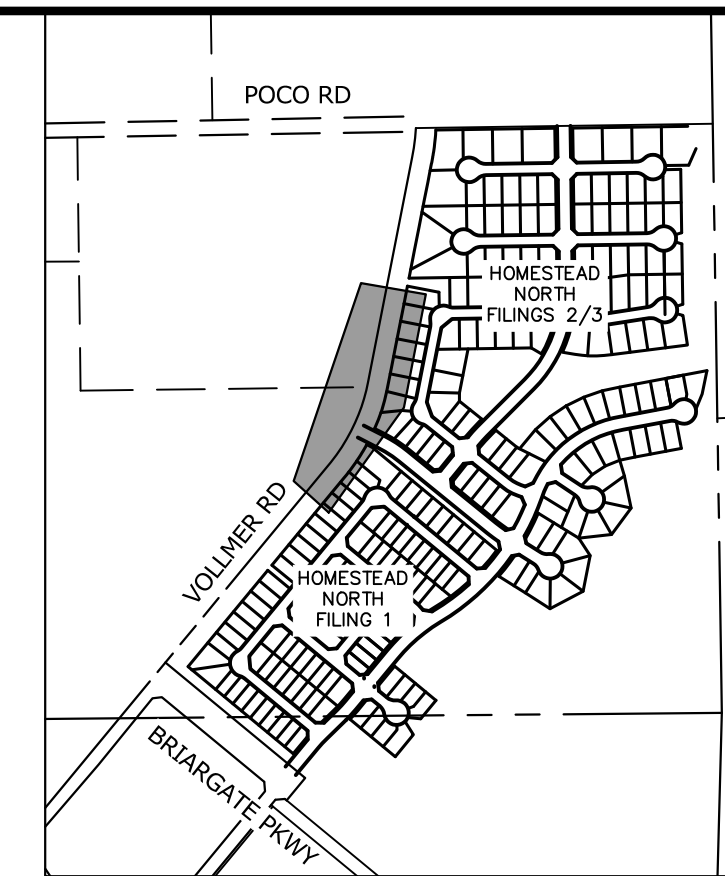 POCO RD
HOMESTEAD
NORTH
FILINGS 2/3
VOLLMER RD
HOMESTEAD
NORTH
FILING 1
BRIARGATE PKWY